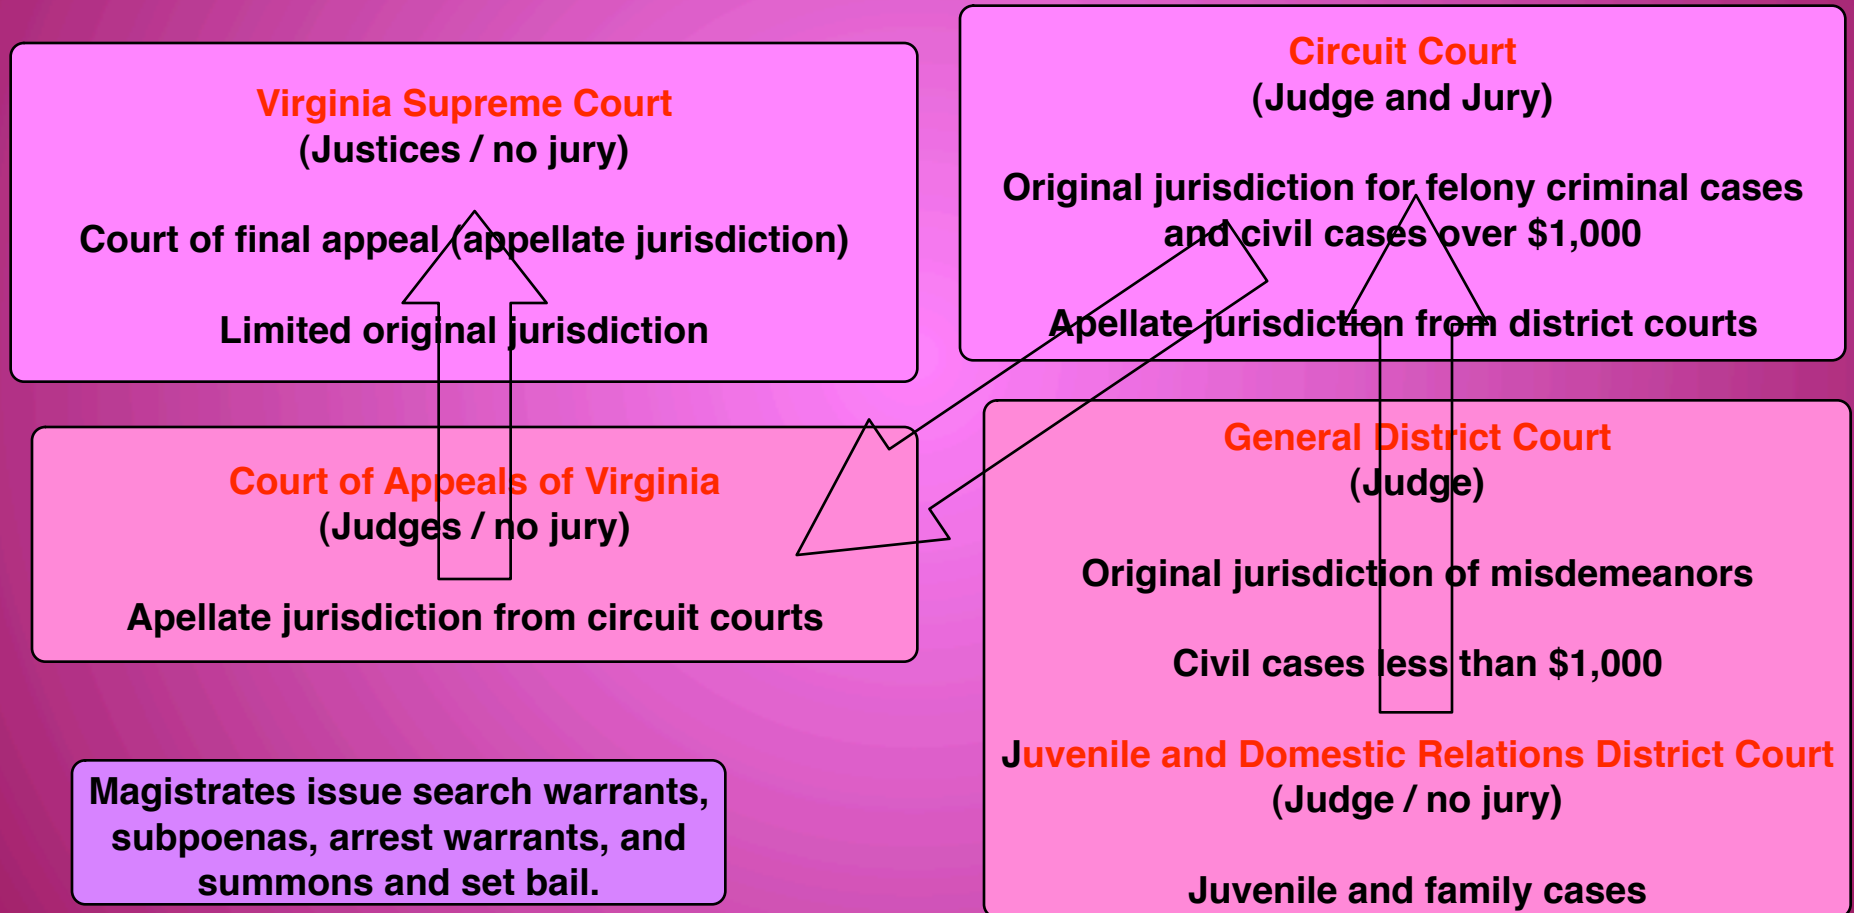 Virginia Supreme Court
(Justices / no jury)
Court of final appeal (appellate jurisdiction)
Limited original jurisdiction
Circuit Court
(Judge and Jury)
Original jurisdiction for felony criminal cases
and civil cases over $1,000
Apellate jurisdiction from district courts
Court of Appeals of Virginia
(Judges / no jury)
Apellate jurisdiction from circuit courts
General District Court
(Judge)
Original jurisdiction of misdemeanors
Civil cases less than $1,000
Juvenile and Domestic Relations District Court
(Judge / no jury)
Juvenile and family cases
Magistrates issue search warrants,
subpoenas, arrest warrants, and
summons and set bail.